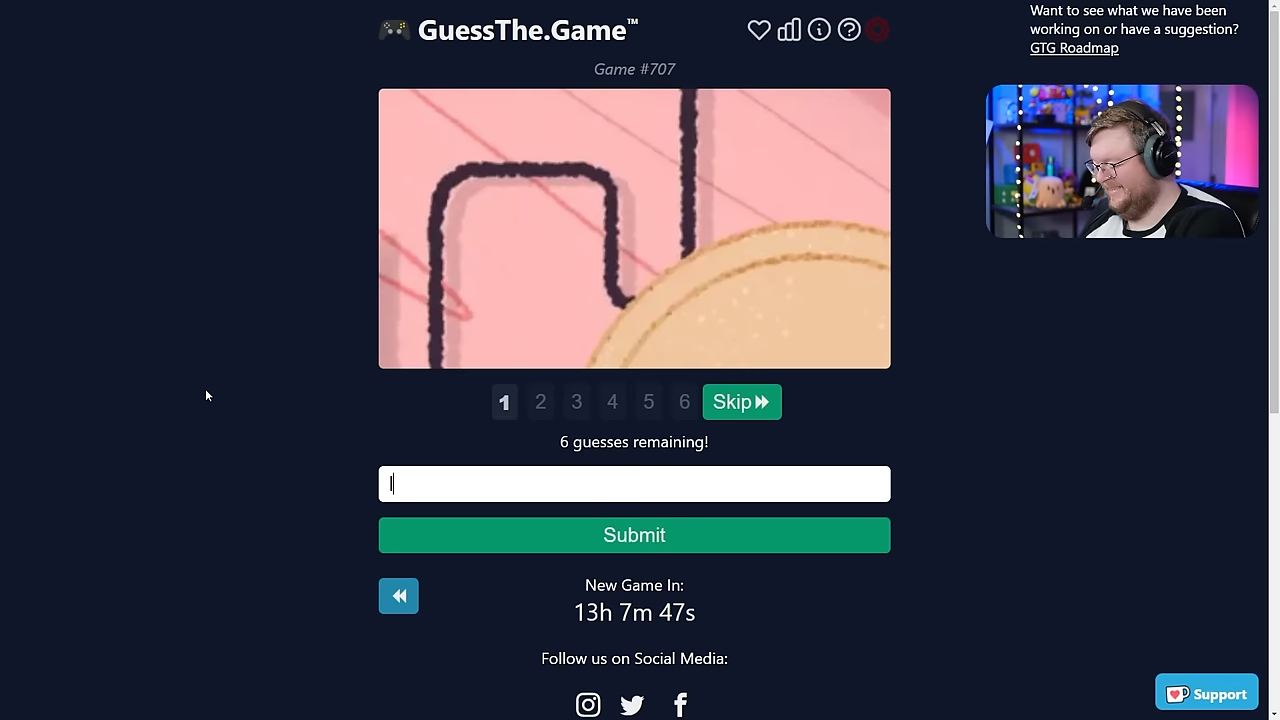 GuessThe.Game™
Game #707
Want to see what we have been
working on or have a suggestion?
GTG Roadmap
1 2 3 4 5 6 Skip
6 guesses remaining!
l
Submit
New Game In:
13h 7m 47s
Follow us on Social Media:
Support